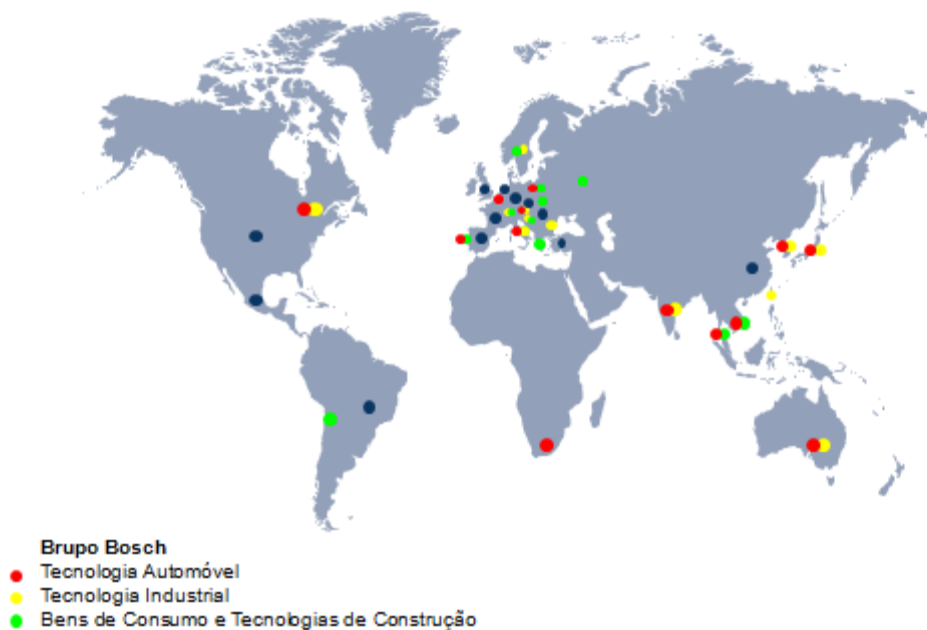 Brupo Bosch
Tecnologia Automóvel
Tecnologia Industrial
Bens de Consumo e Tecnologias de Construção